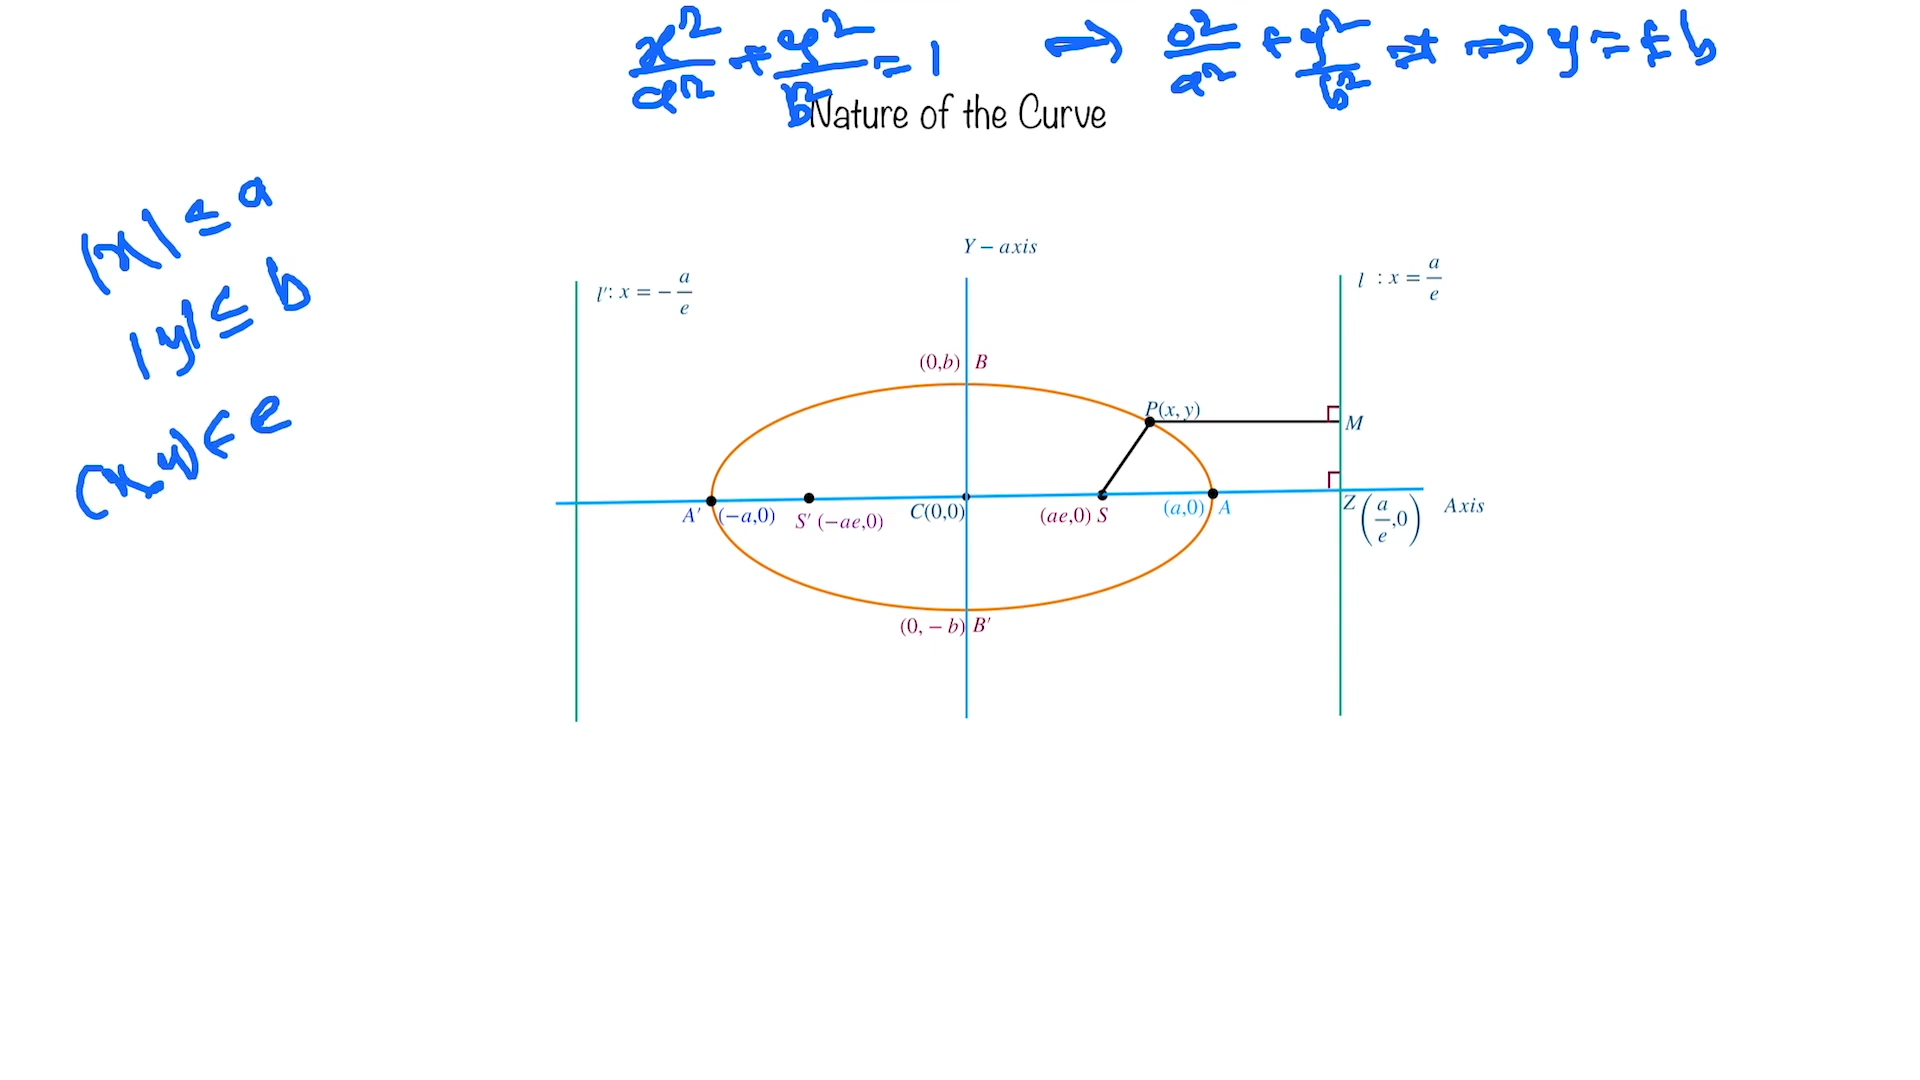 x²/a² + y²/b² = 1 ⟹ 0²/a² + y²/b² = 1 ⟹ y = ± b
Nature of the Curve
|x| ≤ a
|y| ≤ b
(x, y) ∈ e
Y – axis
l′: x = – a/e
l : x = a/e
(0,b) B
P(x, y)
M
A′ (−a,0) S′ (−ae,0) C(0,0) (ae,0) S (a,0) A Z (a/e ,0) Axis
(0, − b) B′